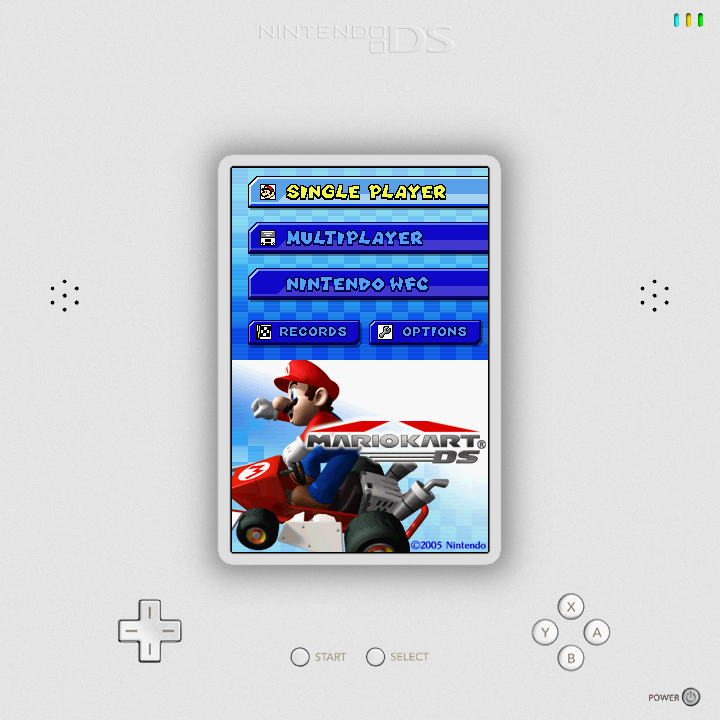 NINTENDO DS
SINGLE PLAYER
MULTIPLAYER
NINTENDO WFC
RECORDS OPTIONS
M
MARIOKART®
DS
©2005 Nintendo
X
Y A
B
START SELECT
POWER